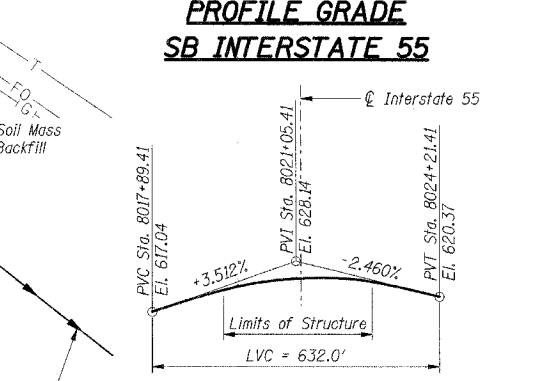 PROFILE GRADE
SB INTERSTATE 55
T
FO
G
Soil Mass
Backfill
℄ Interstate 55
PVC Sta. 8017+89.41
El. 617.04
PVI Sta. 8021+05.41
El. 628.14
PVT Sta. 8024+21.41
El. 620.37
+3.512%
-2.460%
Limits of Structure
LVC = 632.0'